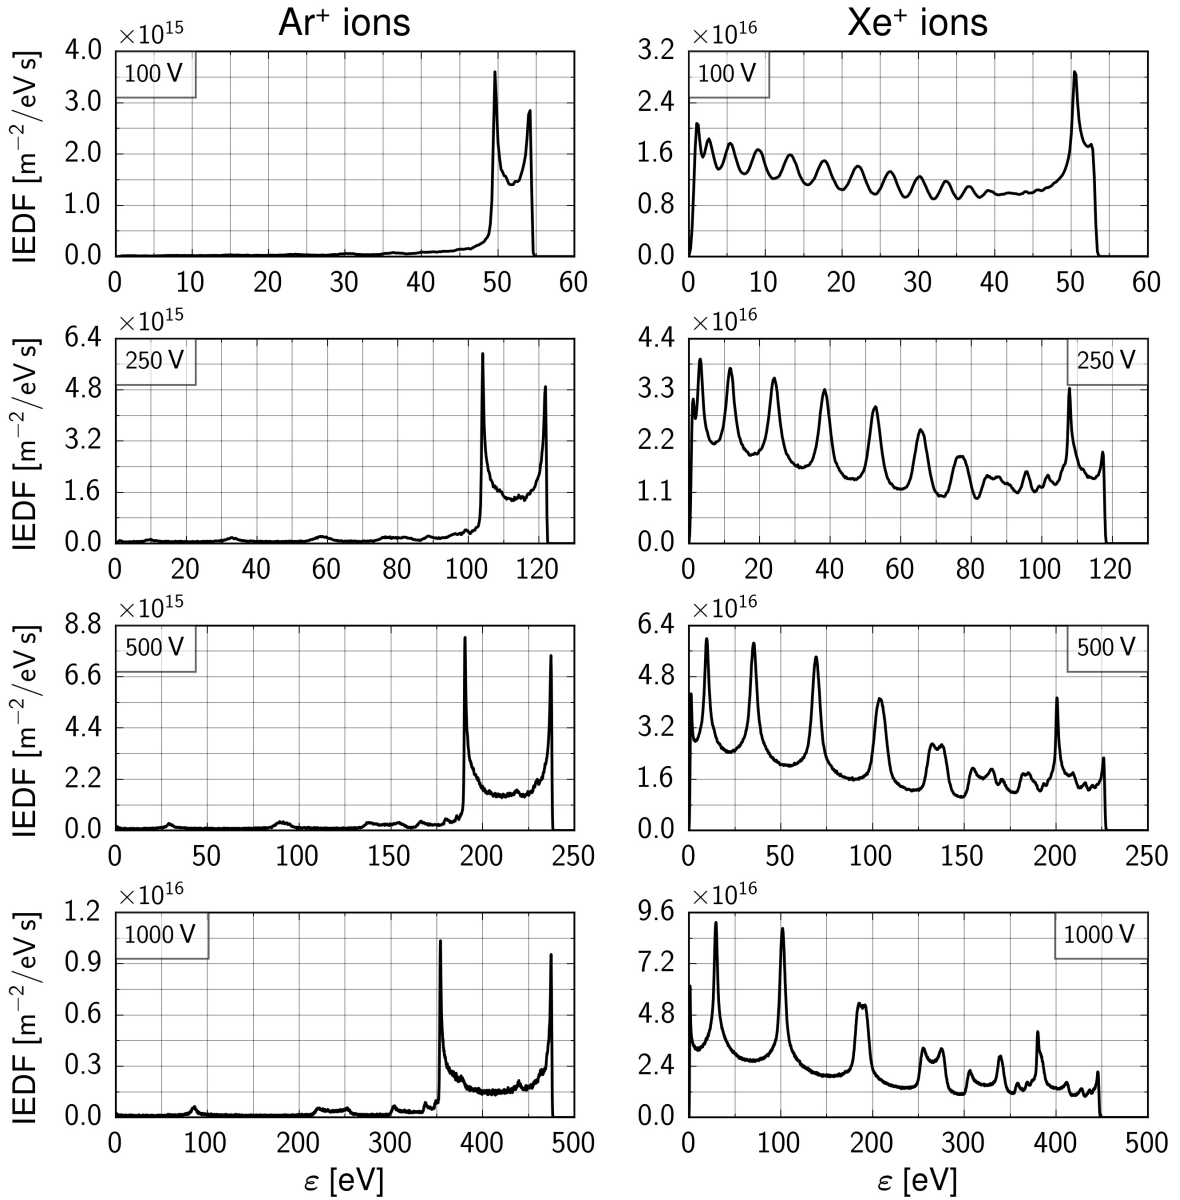 Ar⁺ ions Xe⁺ ions
×10¹⁵ ×10¹⁶
IEDF [m⁻²/eV s]
4.0 3.0 2.0 1.0 0.0
100 V
0 10 20 30 40 50 60
3.2 2.4 1.6 0.8 0.0
100 V
0 10 20 30 40 50 60
×10¹⁵ ×10¹⁶
IEDF [m⁻²/eV s]
6.4 4.8 3.2 1.6 0.0
250 V
0 20 40 60 80 100 120
4.4 3.3 2.2 1.1 0.0
250 V
0 20 40 60 80 100 120
×10¹⁵ ×10¹⁶
IEDF [m⁻²/eV s]
8.8 6.6 4.4 2.2 0.0
500 V
0 50 100 150 200 250
6.4 4.8 3.2 1.6 0.0
500 V
0 50 100 150 200 250
×10¹⁶ ×10¹⁶
IEDF [m⁻²/eV s]
1.2 0.9 0.6 0.3 0.0
1000 V
0 100 200 300 400 500
9.6 7.2 4.8 2.4 0.0
1000 V
0 100 200 300 400 500
ε [eV] ε [eV]